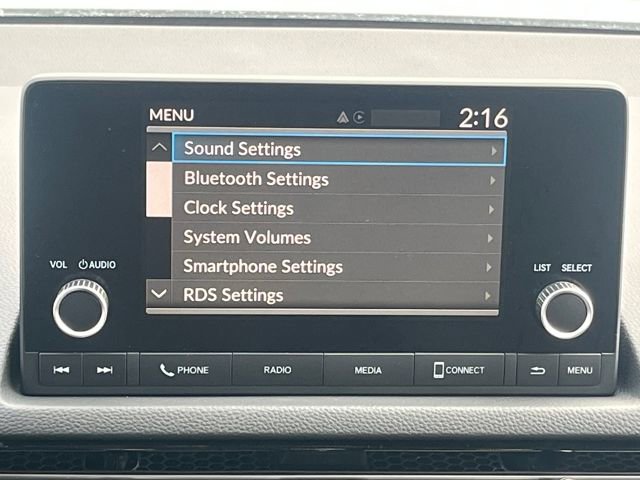 MENU 2:16
Sound Settings
Bluetooth Settings
Clock Settings
System Volumes
Smartphone Settings
RDS Settings
VOL AUDIO
LIST SELECT
PHONE RADIO MEDIA CONNECT MENU